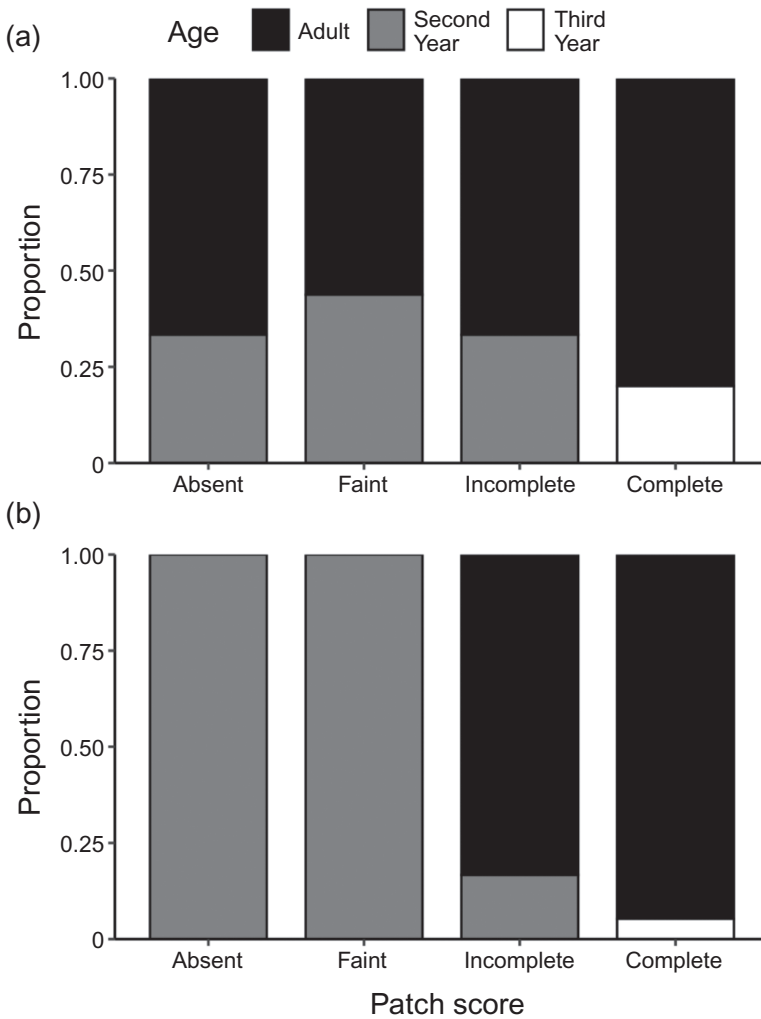 (a)
Age
Adult
Second
Year
Third
Year
1.00
0.75
0.50
0.25
0
Proportion
Absent Faint Incomplete Complete
(b)
1.00
0.75
0.50
0.25
0
Proportion
Absent Faint Incomplete Complete
Patch score